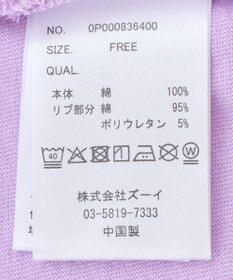 NO. 0P000836400
SIZE. FREE
QUAL.
本体 綿 100%
リブ部分 綿 95%
ポリウレタン 5%
40
株式会社ズーイ
03-5819-7333
中国製